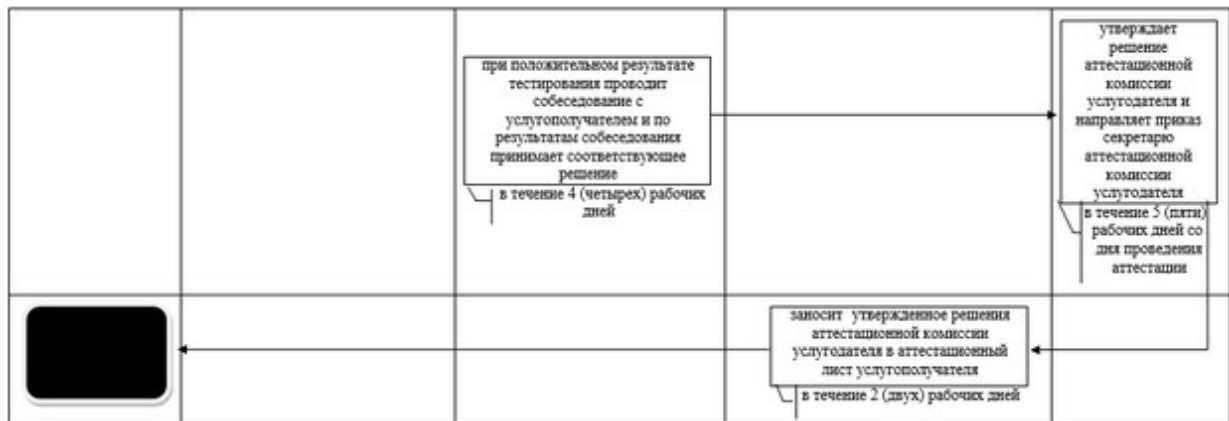 при положительном результате
тестирования проводит
собеседование с
услугополучателем и по
результатам собеседования
принимает соответствующее
решение
в течение 4 (четырех) рабочих
дней
утверждает
решение
аттестационной
комиссии
услугодателя и
направляет приказ
секретарю
аттестационной
комиссии
услугодателя
в течение 5 (пяти)
рабочих дней со
дня проведения
аттестации
заносит утвержденное решения
аттестационной комиссии
услугодателя в аттестационный
лист услугополучателя
в течение 2 (двух) рабочих дней